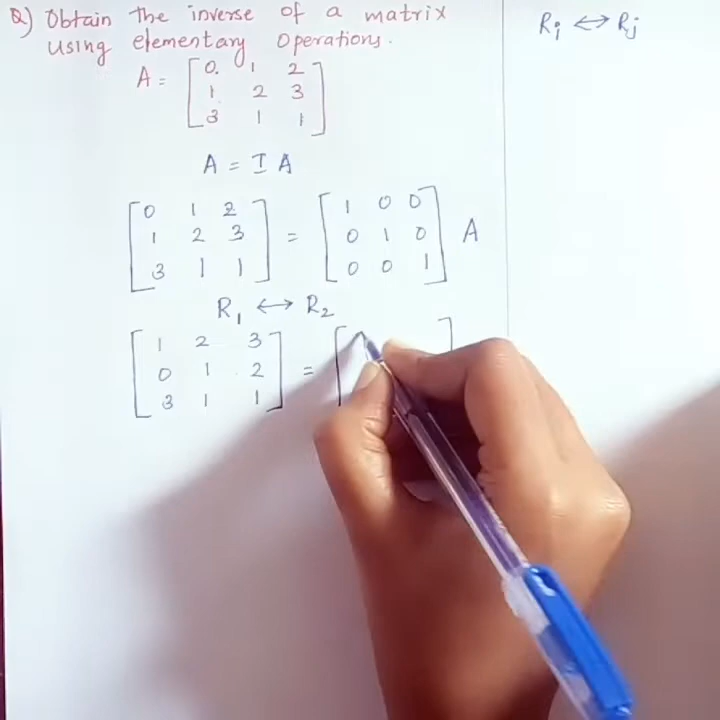 Q) Obtain the inverse of a matrix
using elementary operations.
R_i ↔ R_j
A = [0. 1 2
1 2 3
3 1 1]
A = I A
[0 1 2
1 2 3
3 1 1] = [1 0 0
0 1 0
0 0 1] A
R₁ ↔ R₂
[1 2 3
0 1 2
3 1 1] = [